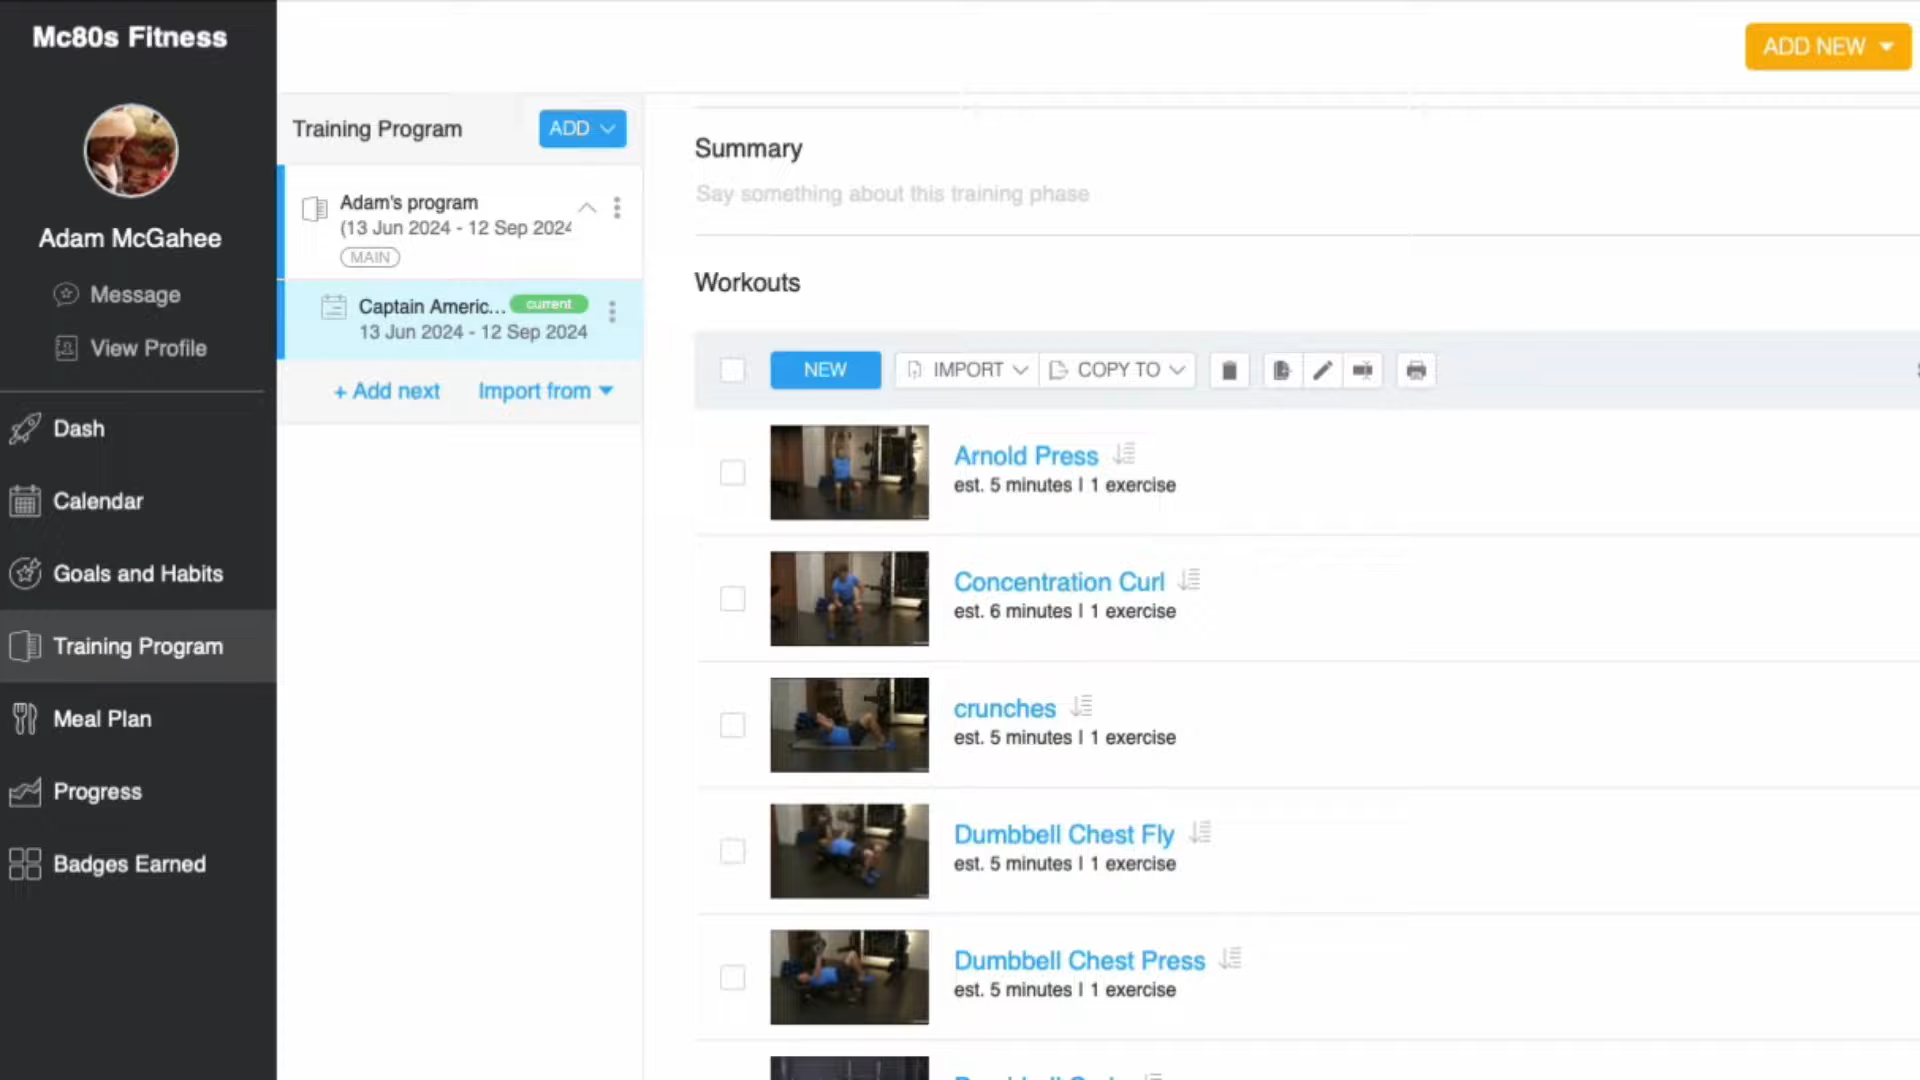 Mc80s Fitness
Adam McGahee
Message
View Profile
Dash
Calendar
Goals and Habits
Training Program
Meal Plan
Progress
Badges Earned
ADD NEW
Training Program
ADD
Adam's program
(13 Jun 2024 - 12 Sep 2024
MAIN
Captain Americ... current
13 Jun 2024 - 12 Sep 2024
+ Add next Import from
Summary
Say something about this training phase
Workouts
NEW IMPORT COPY TO
Arnold Press
est. 5 minutes | 1 exercise
Concentration Curl
est. 6 minutes | 1 exercise
crunches
est. 5 minutes | 1 exercise
Dumbbell Chest Fly
est. 5 minutes | 1 exercise
Dumbbell Chest Press
est. 5 minutes | 1 exercise